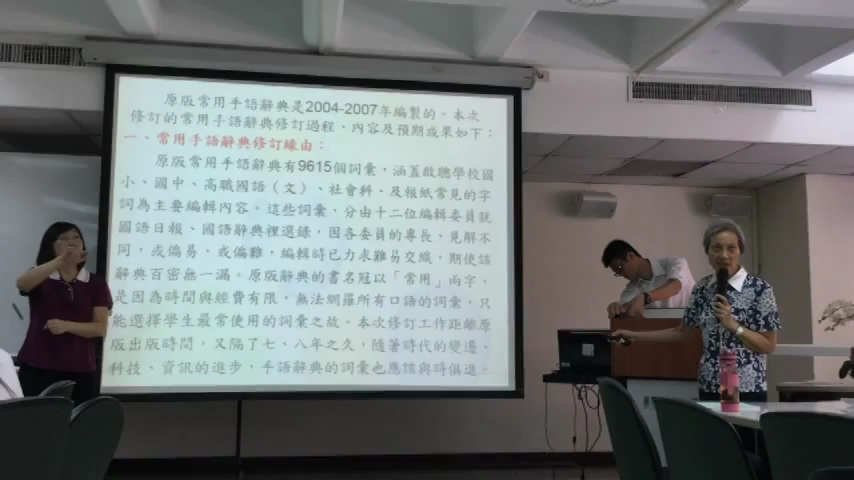 原版常用手語辭典是2004-2007年編製的。本次
修訂的常用手語辭典修訂過程、內容及預期成果如下：
一、常用手語辭典修訂緣由：
原版常用手語辭典有9615個詞彙，涵蓋啟聰學校國
小、國中、高職國語（文）、社會科、及報紙常見的字
詞為主要編輯內容。這些詞彙，分由十二位編輯委員就
國語日報、國語辭典裡選錄，因各委員的專長、見解不
同，或偏易、或偏難，編輯時已力求難易交織，期使該
辭典百密無一漏。原版辭典的書名冠以「常用」兩字，
是因為時間與經費有限，無法網羅所有口語的詞彙，只
能選擇學生最常使用的詞彙之故。本次修訂工作距離原
版出版時間，又隔了七、八年之久，隨著時代的變遷、
科技、資訊的進步，手語辭典的詞彙也應該與時俱進。